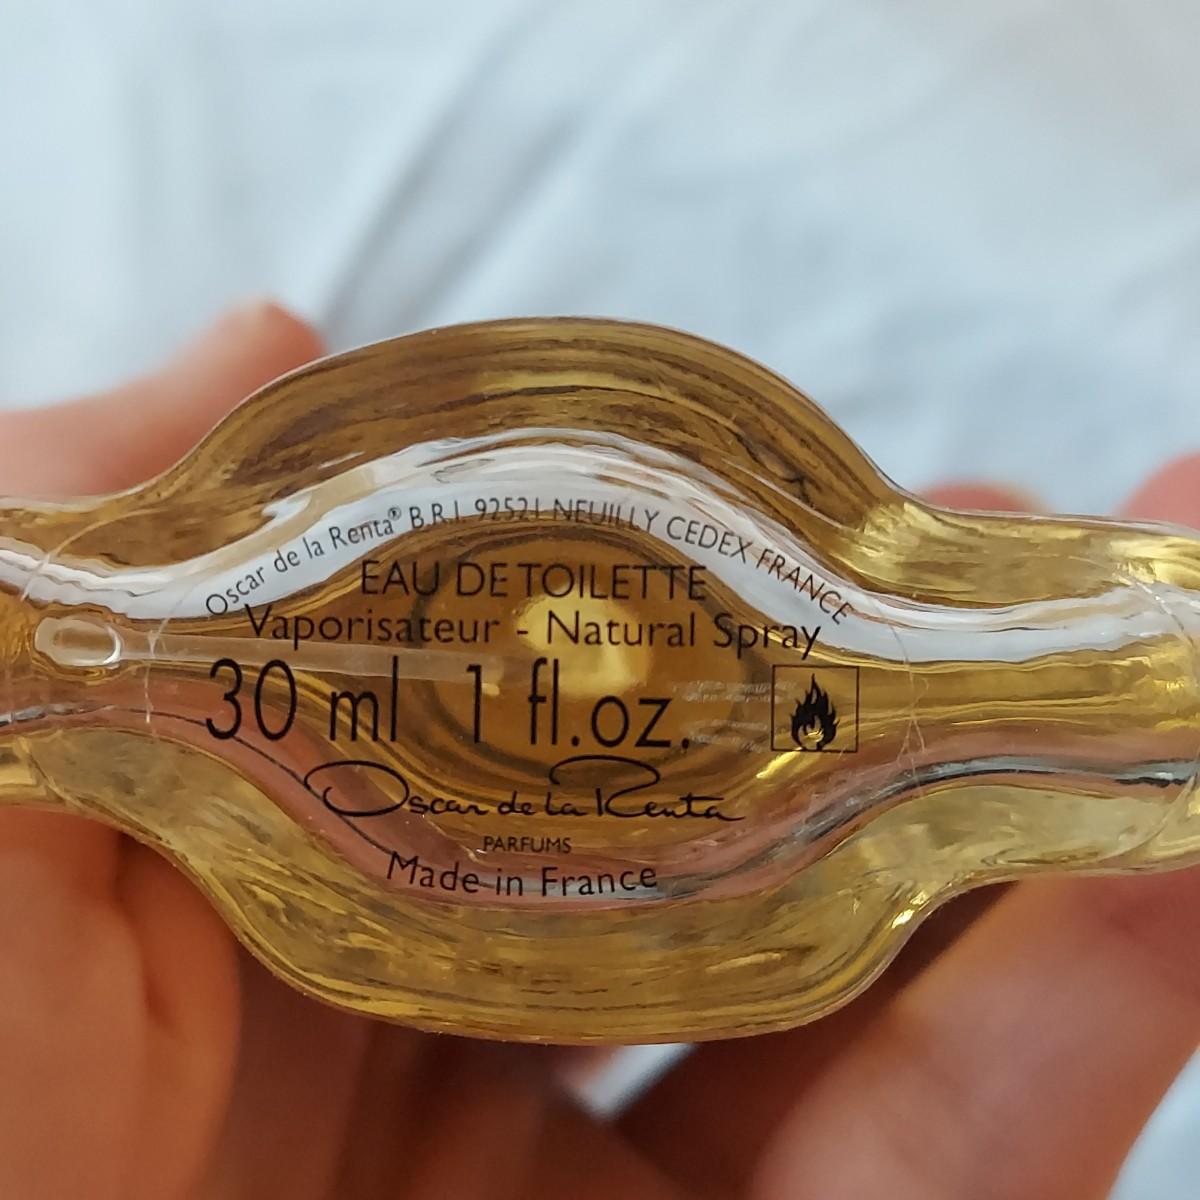 Oscar de la Renta® B.R.I. 92521 NEUILLY CEDEX FRANCE
EAU DE TOILETTE
Vaporisateur - Natural Spray
30 ml 1 fl.oz.
Oscar de la Renta
PARFUMS
Made in France